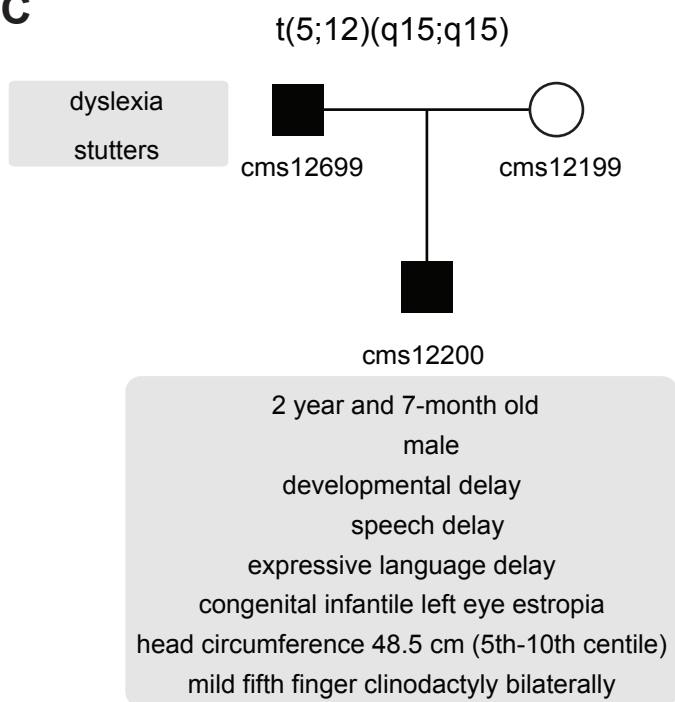 C
t(5;12)(q15;q15)
dyslexia
stutters
cms12699
cms12199
cms12200
2 year and 7-month old
male
developmental delay
speech delay
expressive language delay
congenital infantile left eye estropia
head circumference 48.5 cm (5th-10th centile)
mild fifth finger clinodactyly bilaterally